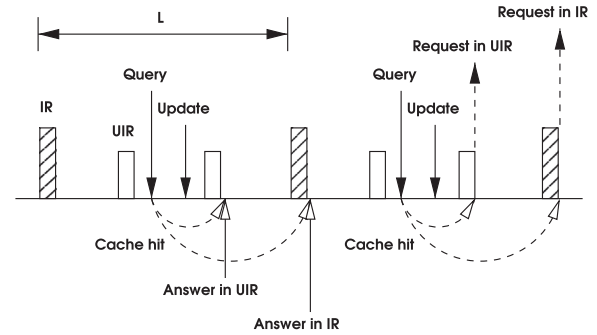 L
Request in IR
Request in UIR
Query
Query
IR
Update
Update
UIR
Cache hit
Cache hit
Answer in UIR
Answer in IR